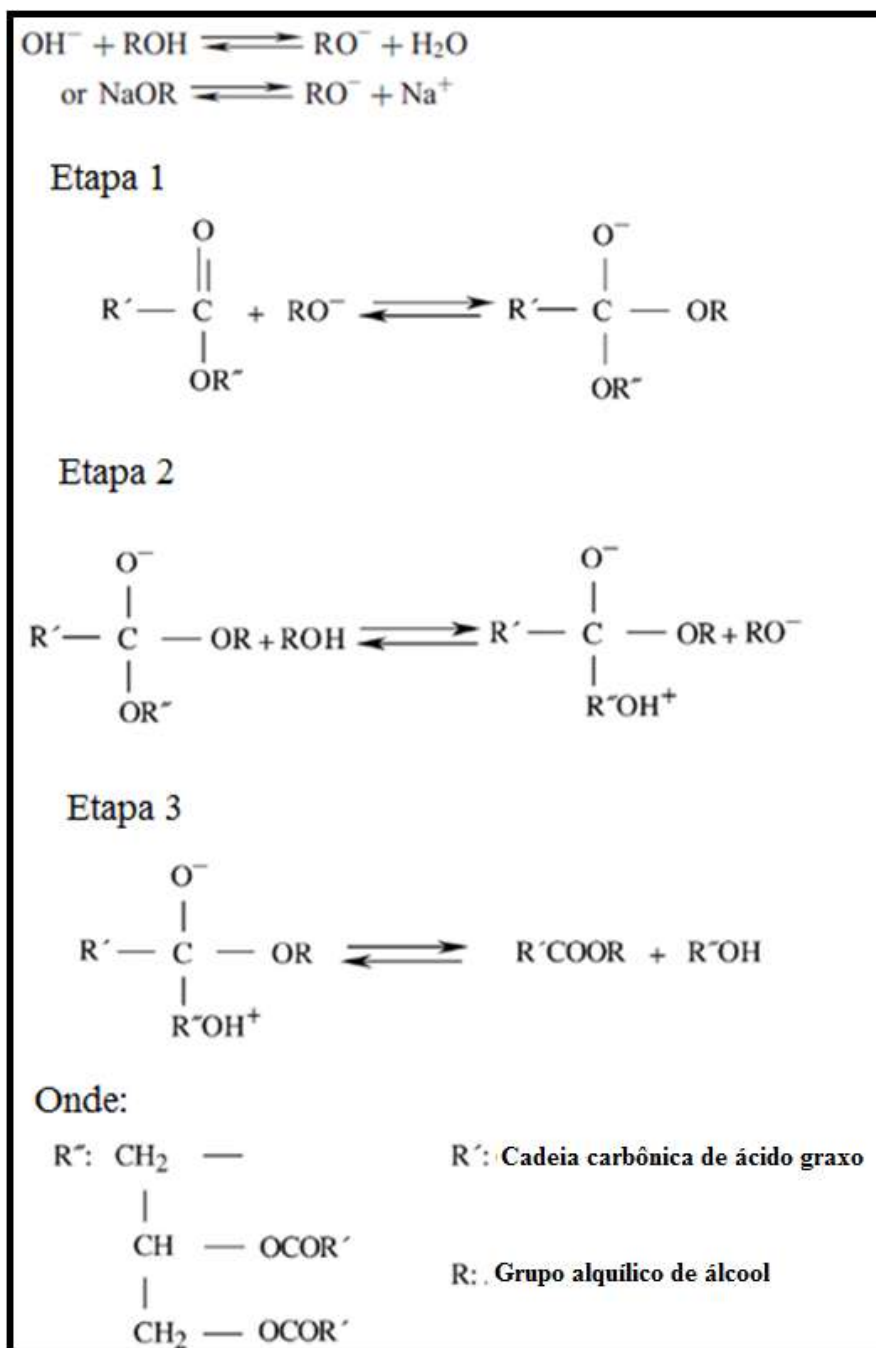 OH⁻ + ROH ⇌ RO⁻ + H₂O
or NaOR ⇌ RO⁻ + Na⁺
Etapa 1
O
||
R´— C + RO⁻ ⇌ R´— C — OR
|
OR˝
O⁻
|
|
OR˝
Etapa 2
O⁻
|
R´— C — OR + ROH ⇌ R´— C — OR + RO⁻
|
OR˝
O⁻
|
|
R˝OH⁺
Etapa 3
O⁻
|
R´— C — OR ⇌ R´COOR + R˝OH
|
R˝OH⁺
Onde:
R˝: CH₂ —
|
CH — OCOR´
|
CH₂ — OCOR´
R´: Cadeia carbônica de ácido graxo
R: . Grupo alquílico de álcool